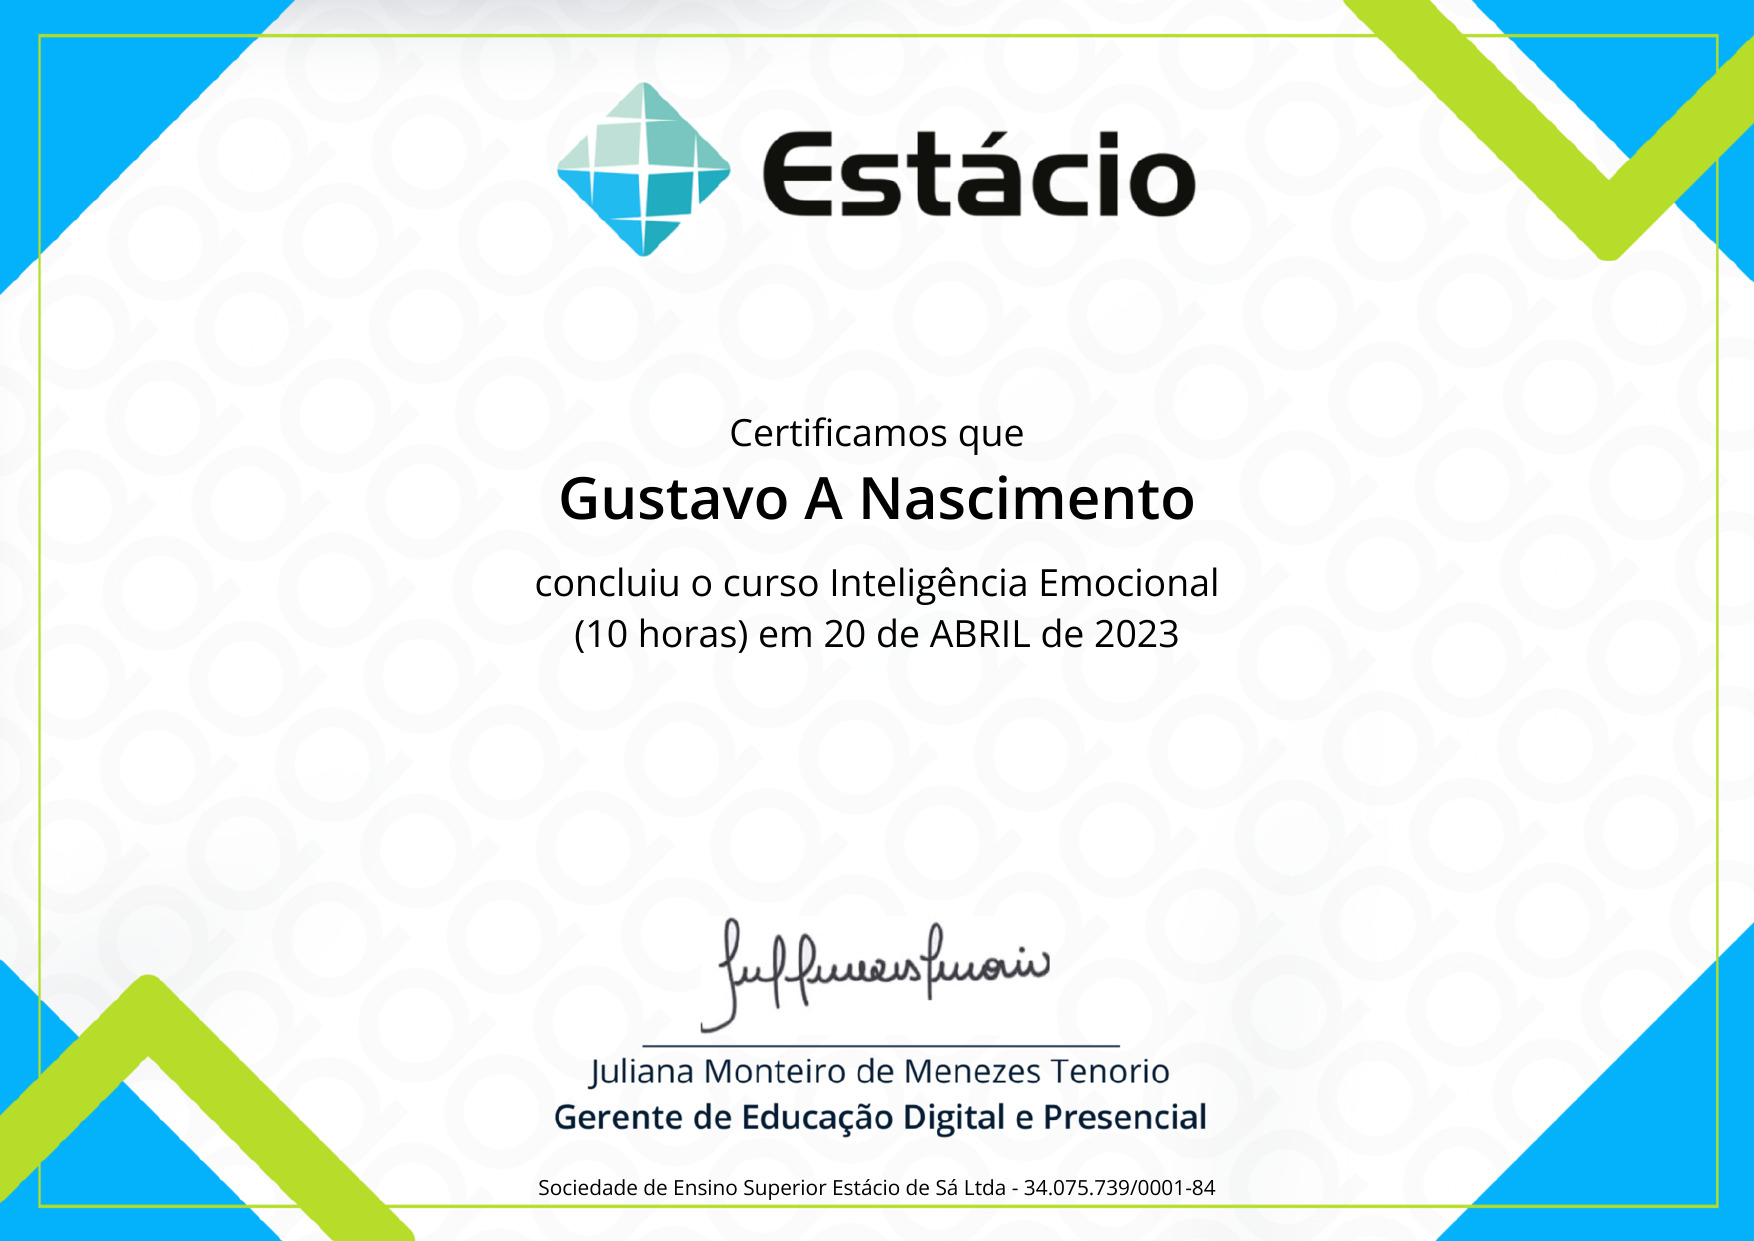 Estácio
Certificamos que
Gustavo A Nascimento
concluiu o curso Inteligência Emocional
(10 horas) em 20 de ABRIL de 2023
Juliana Monteiro de Menezes Tenorio
Gerente de Educação Digital e Presencial
Sociedade de Ensino Superior Estácio de Sá Ltda - 34.075.739/0001-84